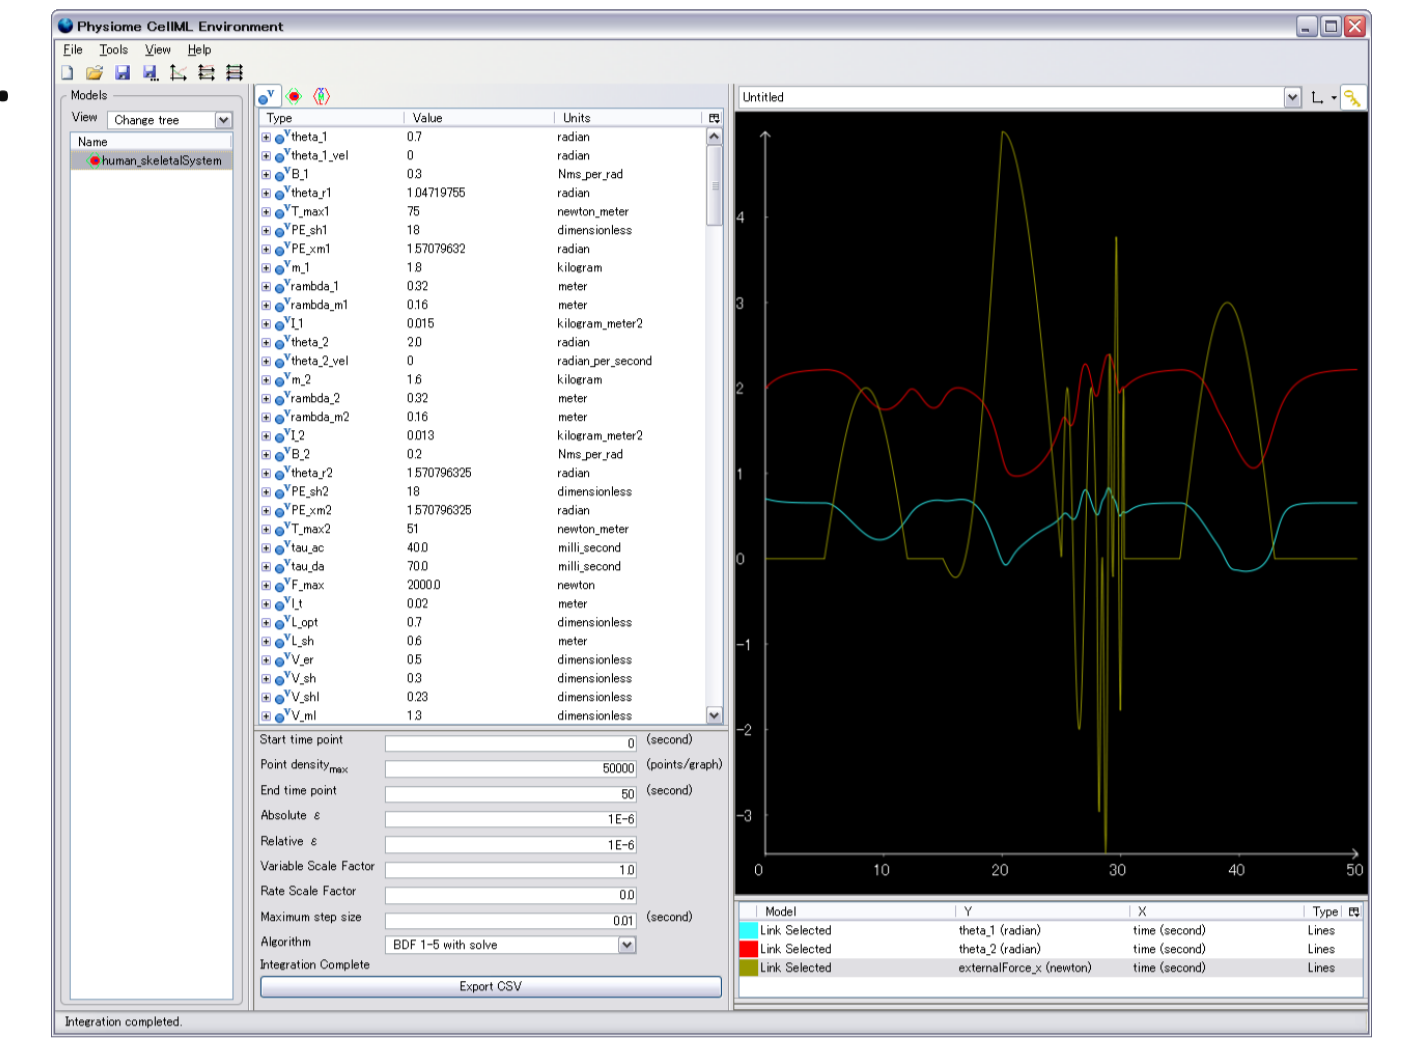 Physiome CellML Environment
File Tools View Help
Models
View Change tree
Name
human_skeletalSystem
Type Value Units
theta_1 0.7 radian
theta_1_vel 0 radian
B_1 0.3 Nms_per_rad
theta_r1 1.04719755 radian
T_max1 75 newton_meter
PE_sh1 18 dimensionless
PE_xm1 1.57079632 radian
m_1 1.8 kilogram
rambda_1 0.32 meter
rambda_m1 0.16 meter
I_1 0.015 kilogram_meter2
theta_2 2.0 radian
theta_2_vel 0 radian_per_second
m_2 1.6 kilogram
rambda_2 0.32 meter
rambda_m2 0.16 meter
I_2 0.013 kilogram_meter2
B_2 0.2 Nms_per_rad
theta_r2 1.570796325 radian
PE_sh2 18 dimensionless
PE_xm2 1.570796325 radian
T_max2 51 newton_meter
tau_ac 40.0 milli_second
tau_da 70.0 milli_second
F_max 2000.0 newton
l_t 0.02 meter
L_opt 0.7 dimensionless
L_sh 0.6 meter
V_er 0.5 dimensionless
V_sh 0.3 dimensionless
V_shl 0.23 dimensionless
V_ml 1.3 dimensionless
Start time point 0 (second)
Point density max 50000 (points/graph)
End time point 50 (second)
Absolute ε 1E-6
Relative ε 1E-6
Variable Scale Factor 1.0
Rate Scale Factor 0.0
Maximum step size 0.01 (second)
Algorithm BDF 1-5 with solve
Integration Complete
Export CSV
Untitled
4
3
2
1
0
-1
-2
-3
0 10 20 30 40 50
Model Y X Type
Link Selected theta_1 (radian) time (second) Lines
Link Selected theta_2 (radian) time (second) Lines
Link Selected externalForce_x (newton) time (second) Lines
Integration completed.